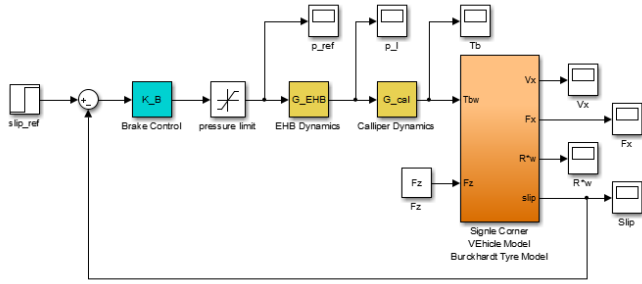 p_ref
p_l
Tb
slip_ref
+
_
K_B
Brake Control
pressure limit
G_EHB
EHB Dynamics
G_cal
Calliper Dynamics
Tbw
Fz
Vx
Fx
R*w
slip
Vx
Fx
R*w
Slip
Fz
Fz
Signle Corner
VEhicle Model
Burckhardt Tyre Model